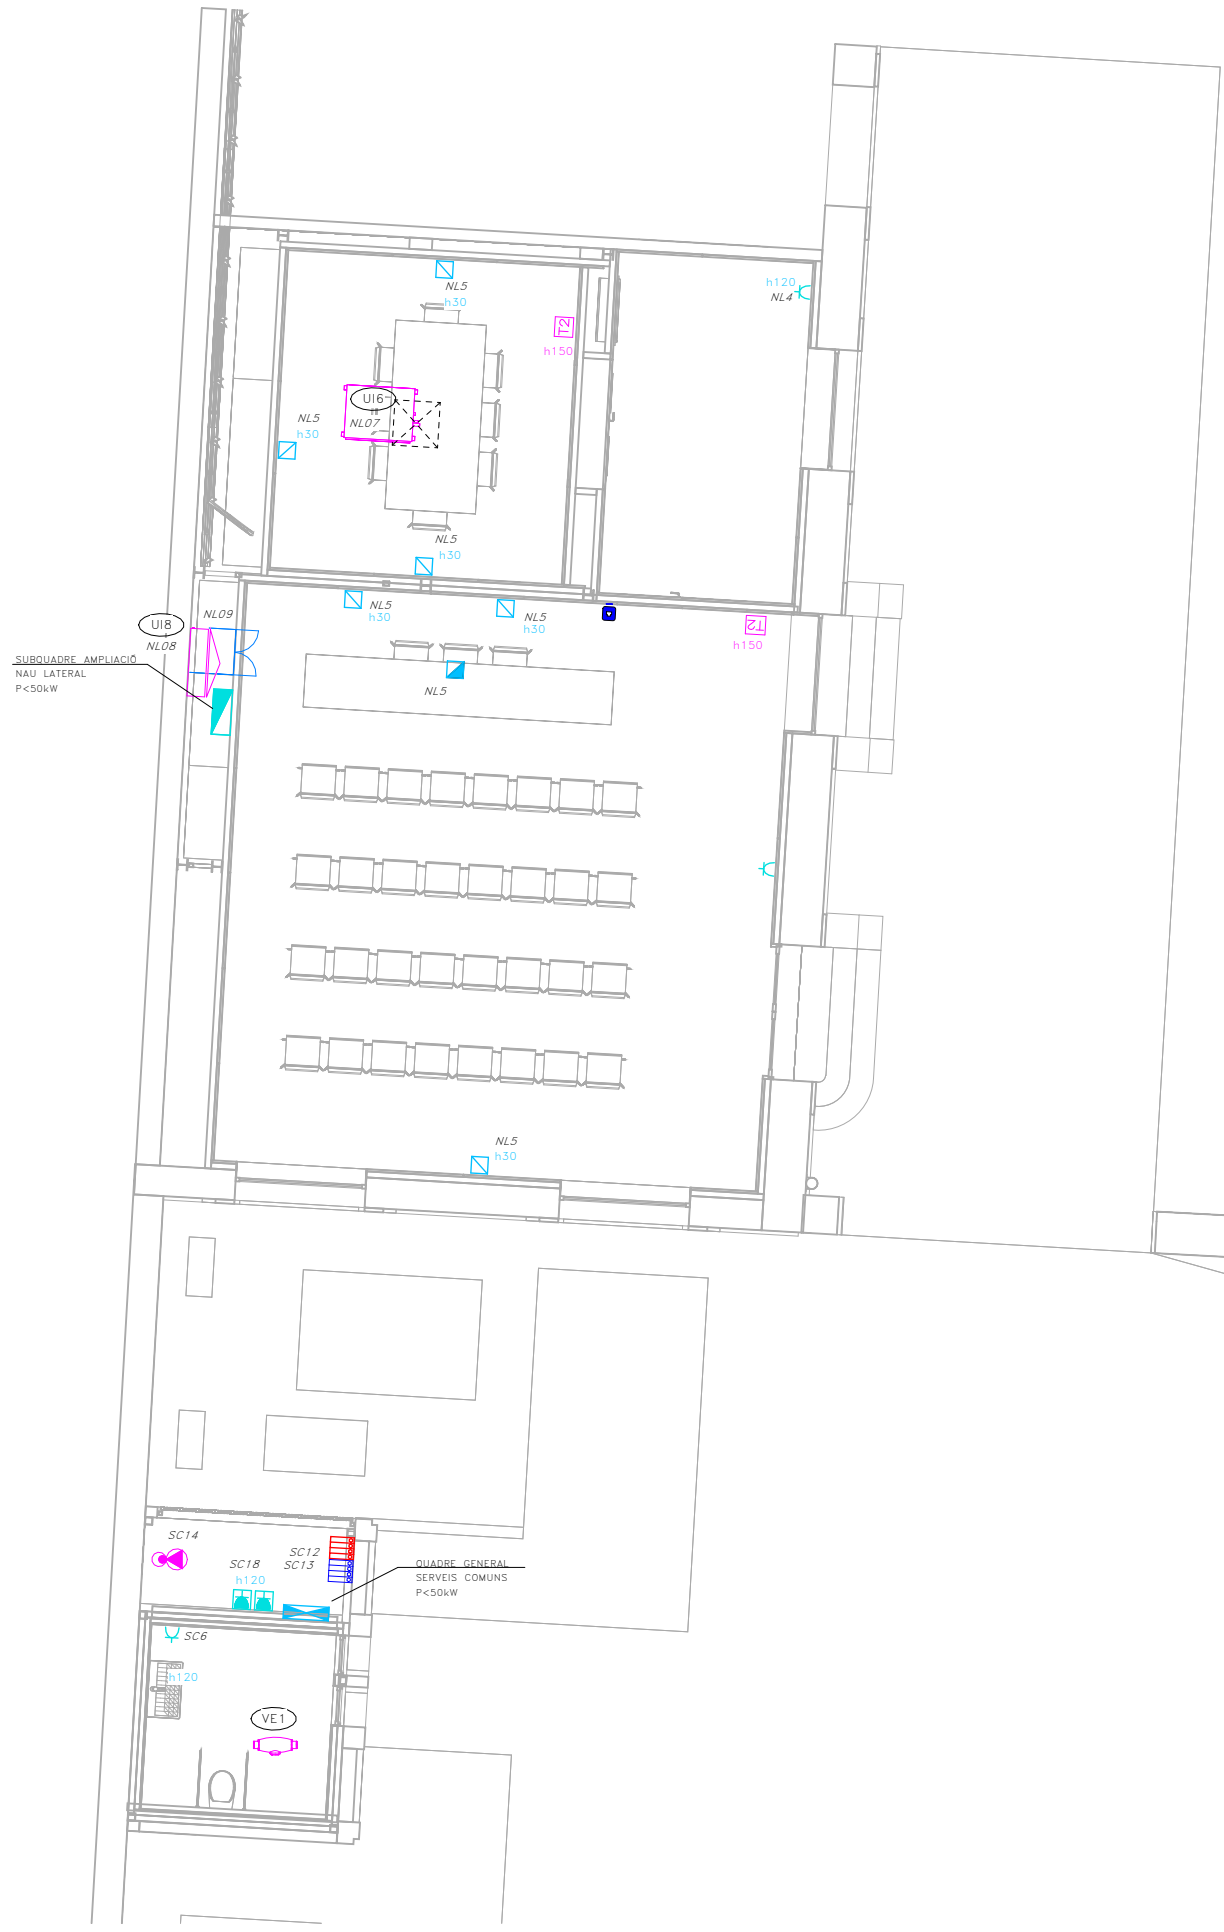 NL5
h30
h120
NL4
T2
h150
UI6
NL07
NL5
h30
NL5
h30
NL5
h30
NL5
h30
T2
h150
NL09
UI8
NL08
SUBQUADRE AMPLIACIÓ
NAU LATERAL
P<50kW
NL5
NL5
h30
SC14
SC12
SC13
SC18
h120
QUADRE GENERAL
SERVEIS COMUNS
P<50kW
SC6
h120
VE1